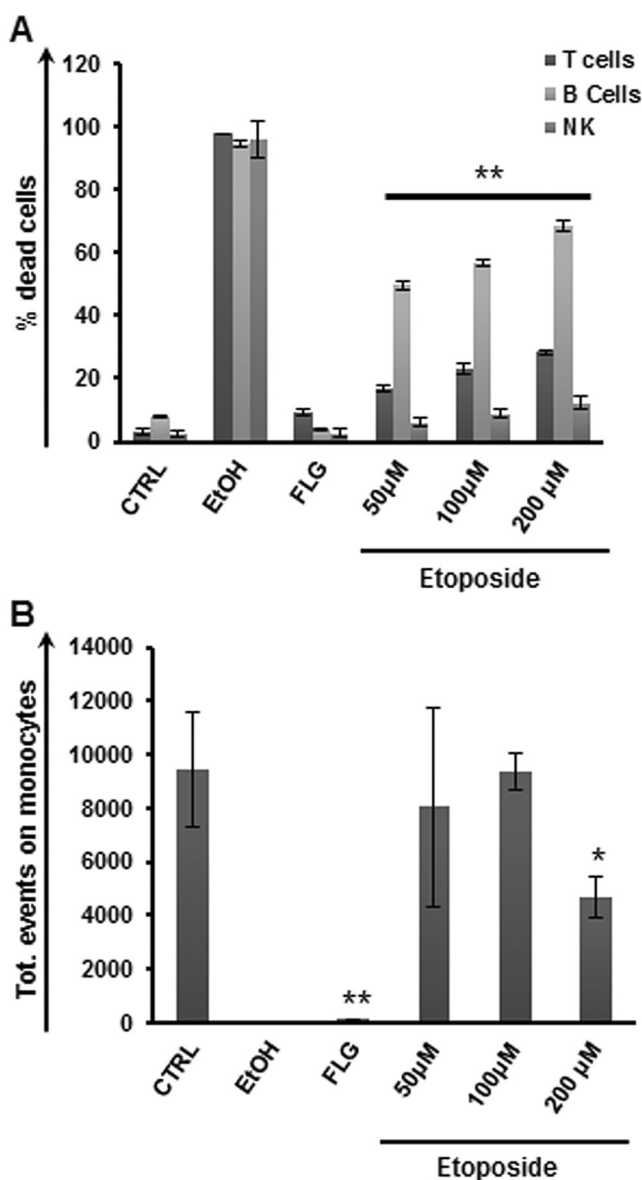 A
% dead cells
120
100
80
60
40
20
0
T cells
B Cells
NK
**
CTRL
EtOH
FLG
50µM
100µM
200 µM
Etoposide
B
Tot. events on monocytes
14000
12000
10000
8000
6000
4000
2000
0
**
*
CTRL
EtOH
FLG
50µM
100µM
200 µM
Etoposide